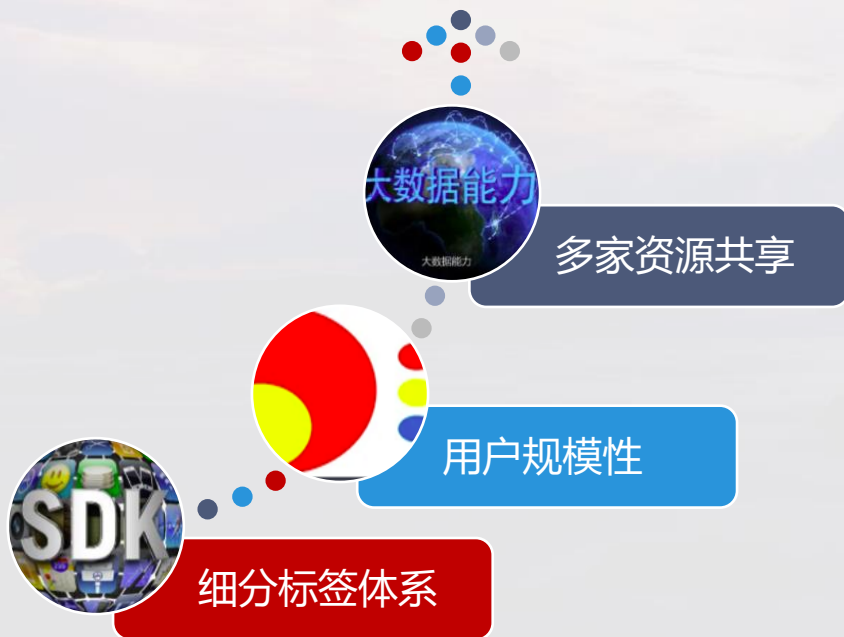 大数据能力
大数据能力
多家资源共享
用户规模性
SDK
细分标签体系